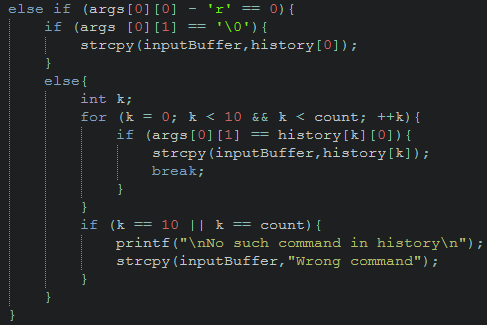 else if (args[0][0] - 'r' == 0){
    if (args [0][1] == '\0'){
        strcpy(inputBuffer,history[0]);
    }
    else{
        int k;
        for (k = 0; k < 10 && k < count; ++k){
            if (args[0][1] == history[k][0]){
                strcpy(inputBuffer,history[k]);
                break;
            }
        }
        if (k == 10 || k == count){
            printf("\nNo such command in history\n");
            strcpy(inputBuffer,"Wrong command");
        }
    }
}